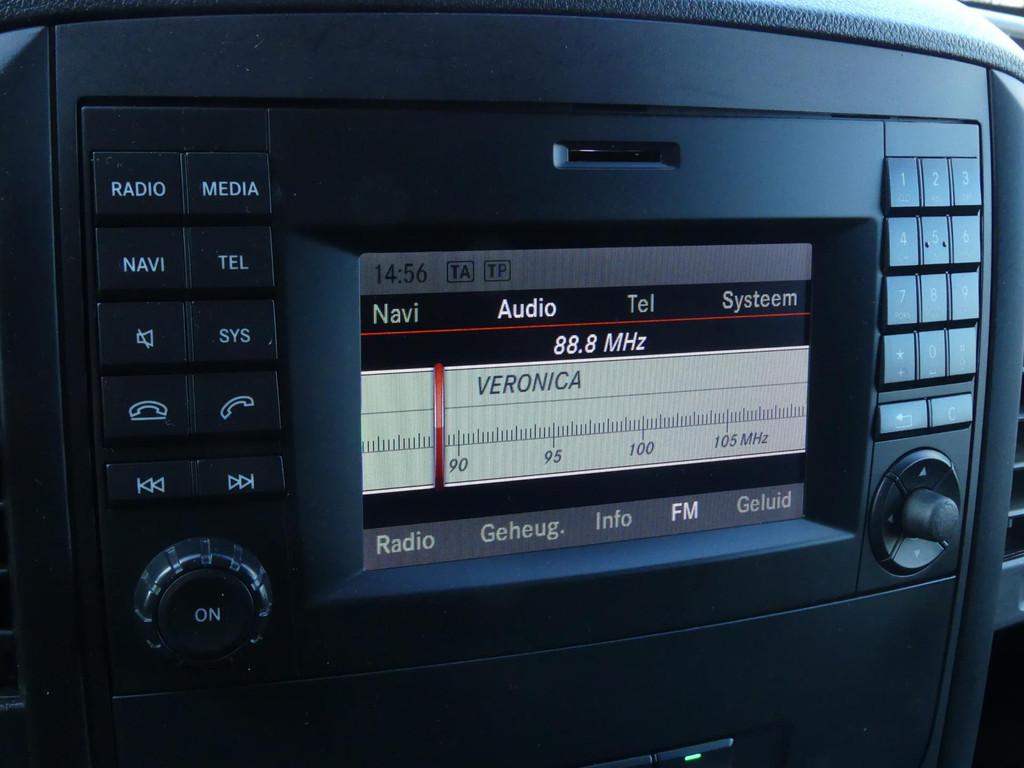 RADIO MEDIA
NAVI TEL
SYS
ON
14:56 TA TP
Navi Audio Tel Systeem
88.8 MHz
VERONICA
90 95 100 105 MHz
Radio Geheug. Info FM Geluid
1 2 3
4 5 6
7 8 9
* 0 #
C